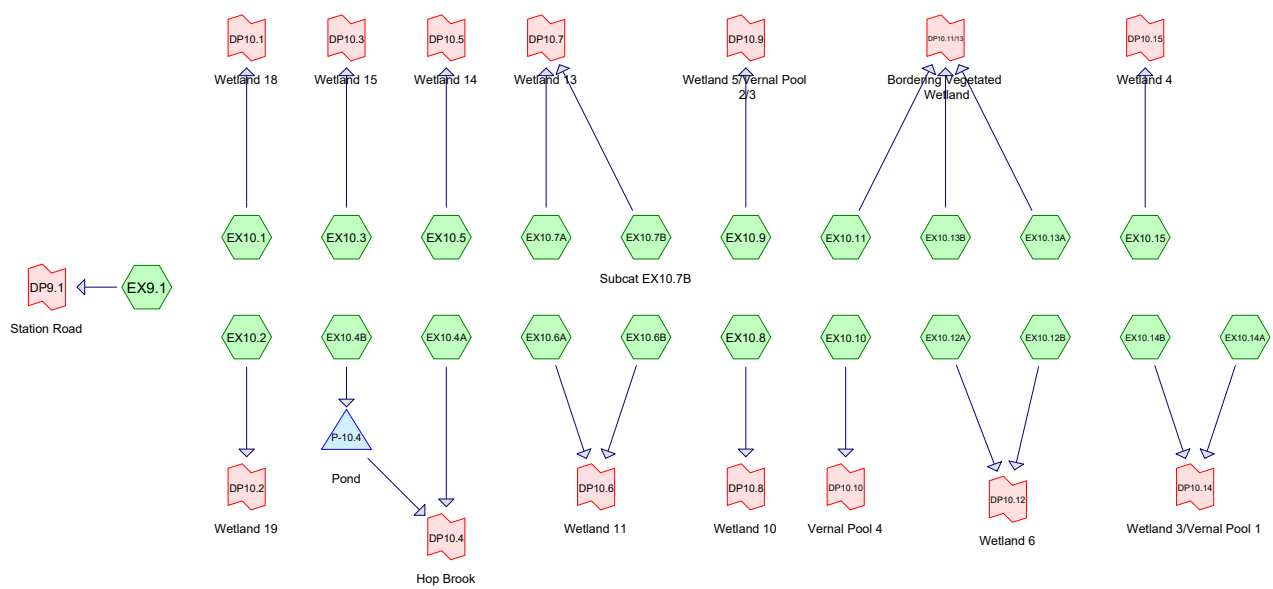 DP10.1
DP10.3
DP10.5
DP10.7
DP10.9
DP10.11/13
DP10.15
Wetland 18
Wetland 15
Wetland 14
Wetland 13
Wetland 5/Vernal Pool
2/3
Bordering Vegetated
Wetland
Wetland 4
EX10.1
EX10.3
EX10.5
EX10.7A
EX10.7B
EX10.9
EX10.11
EX10.13B
EX10.13A
EX10.15
Subcat EX10.7B
DP9.1
EX9.1
Station Road
EX10.2
EX10.4B
EX10.4A
EX10.6A
EX10.6B
EX10.8
EX10.10
EX10.12A
EX10.12B
EX10.14B
EX10.14A
P-10.4
Pond
DP10.2
DP10.6
DP10.8
DP10.10
DP10.12
DP10.14
Wetland 19
Wetland 11
Wetland 10
Vernal Pool 4
Wetland 6
Wetland 3/Vernal Pool 1
DP10.4
Hop Brook